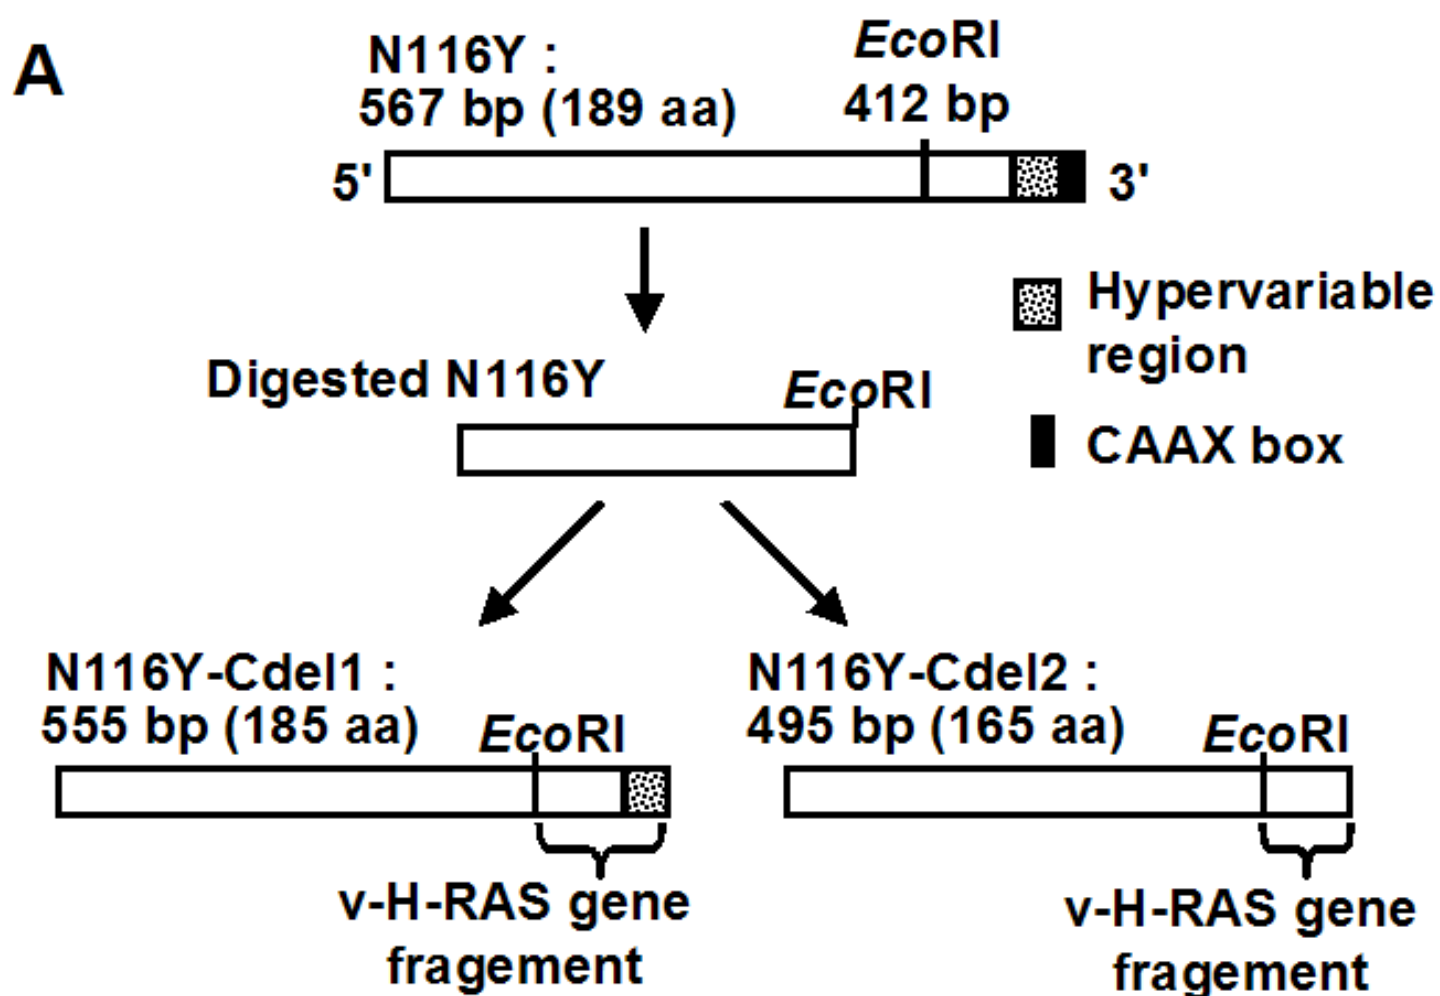 A
N116Y :
567 bp (189 aa)
EcoRI
412 bp
5'
3'
Hypervariable
region
CAAX box
Digested N116Y
EcoRI
N116Y-Cdel1 :
555 bp (185 aa)
EcoRI
v-H-RAS gene
fragement
N116Y-Cdel2 :
495 bp (165 aa)
EcoRI
v-H-RAS gene
fragement